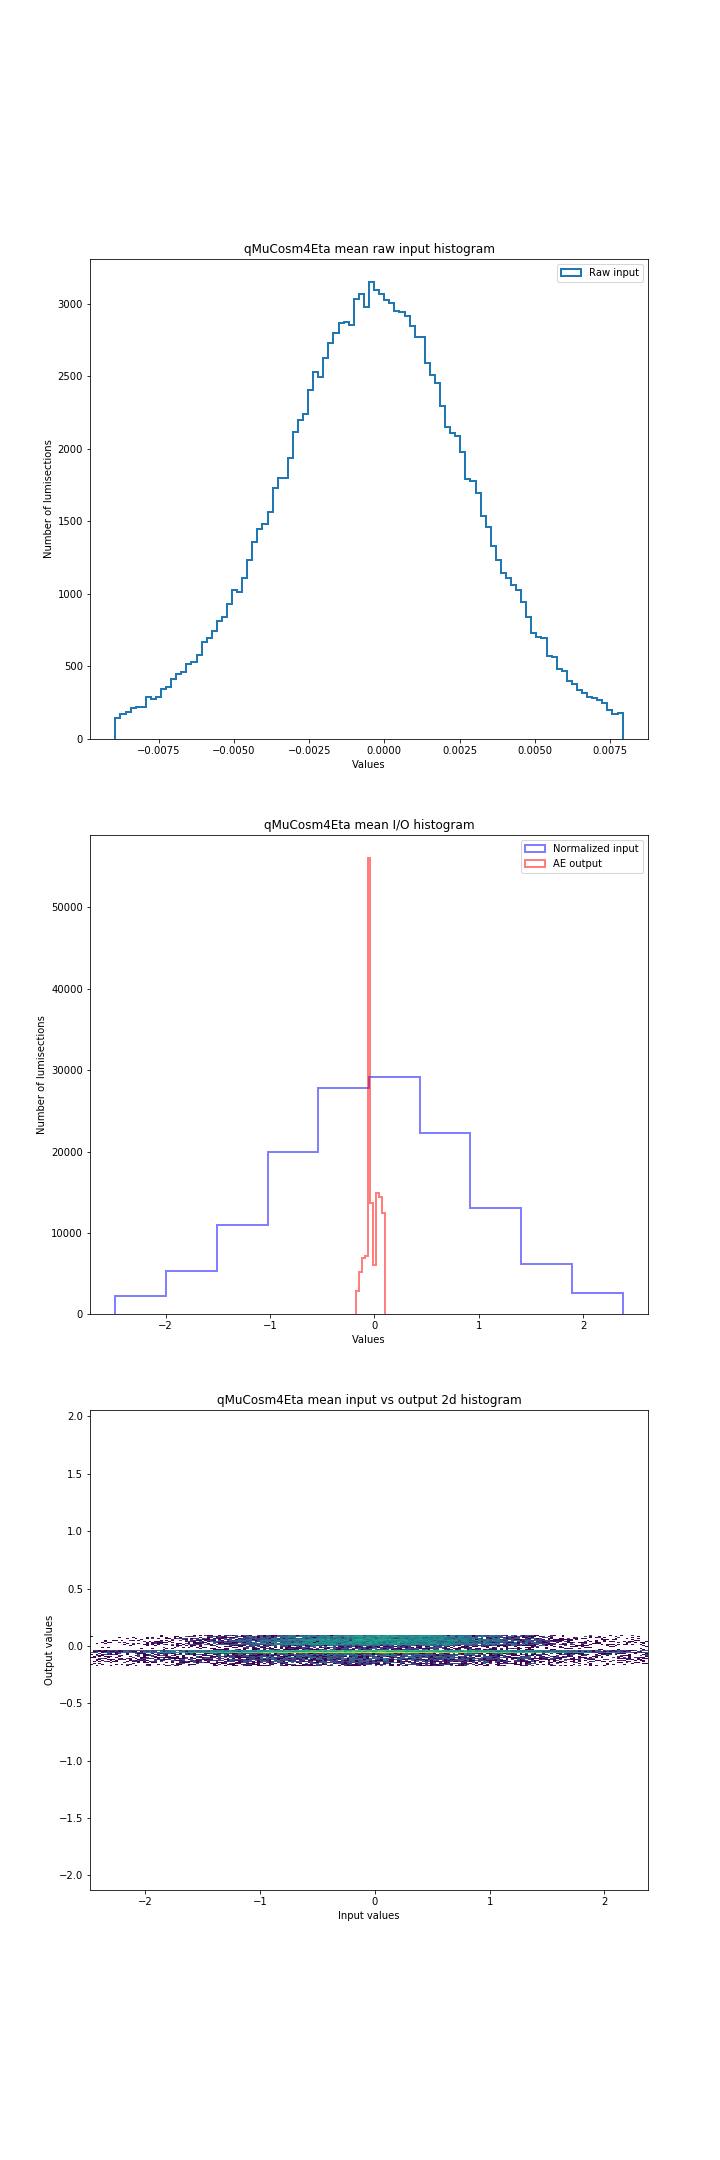 qMuCosm4Eta mean raw input histogram
Raw input
3000
2500
2000
1500
1000
500
0
Number of lumisections
−0.0075 −0.0050 −0.0025 0.0000 0.0025 0.0050 0.0075
Values
qMuCosm4Eta mean I/O histogram
Normalized input
AE output
50000
40000
30000
20000
10000
0
Number of lumisections
−2 −1 0 1 2
Values
qMuCosm4Eta mean input vs output 2d histogram
2.0
1.5
1.0
0.5
0.0
−0.5
−1.0
−1.5
−2.0
Output values
−2 −1 0 1 2
Input values